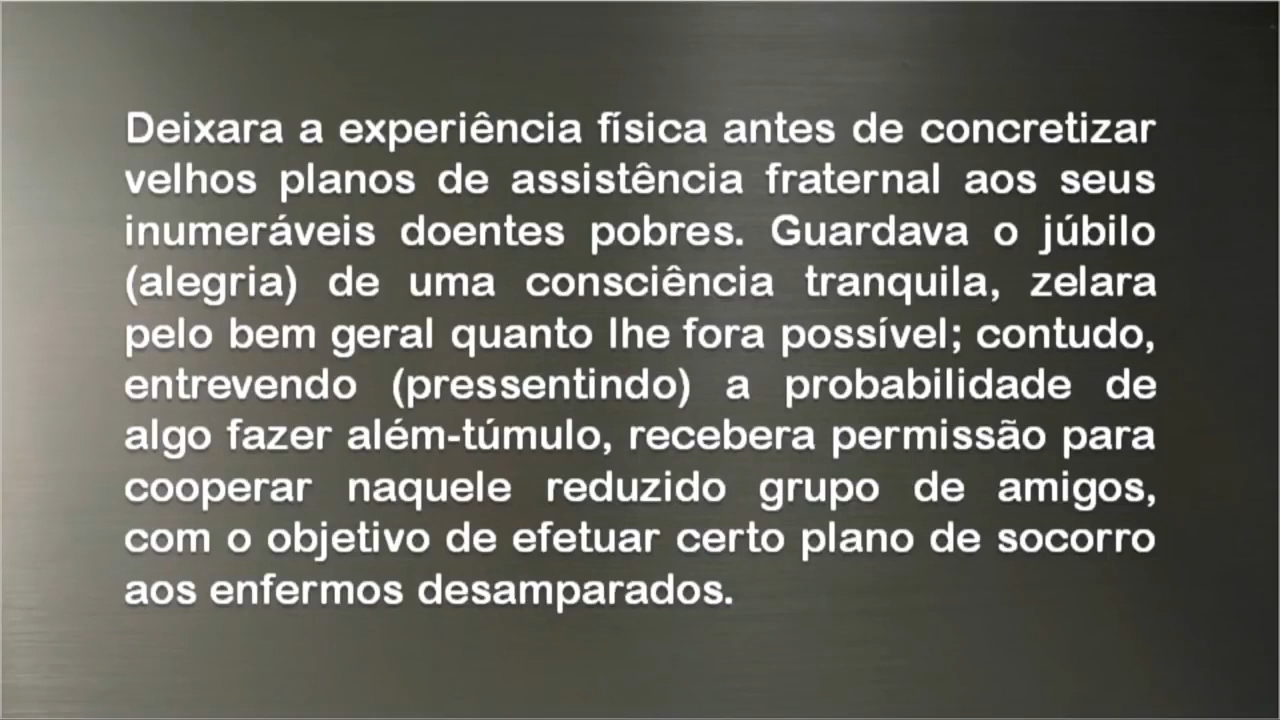 Deixara a experiência física antes de concretizar
velhos planos de assistência fraternal aos seus
inumeráveis doentes pobres. Guardava o júbilo
(alegria) de uma consciência tranquila, zelara
pelo bem geral quanto lhe fora possível; contudo,
entrevendo (pressentindo) a probabilidade de
algo fazer além-túmulo, recebera permissão para
cooperar naquele reduzido grupo de amigos,
com o objetivo de efetuar certo plano de socorro
aos enfermos desamparados.